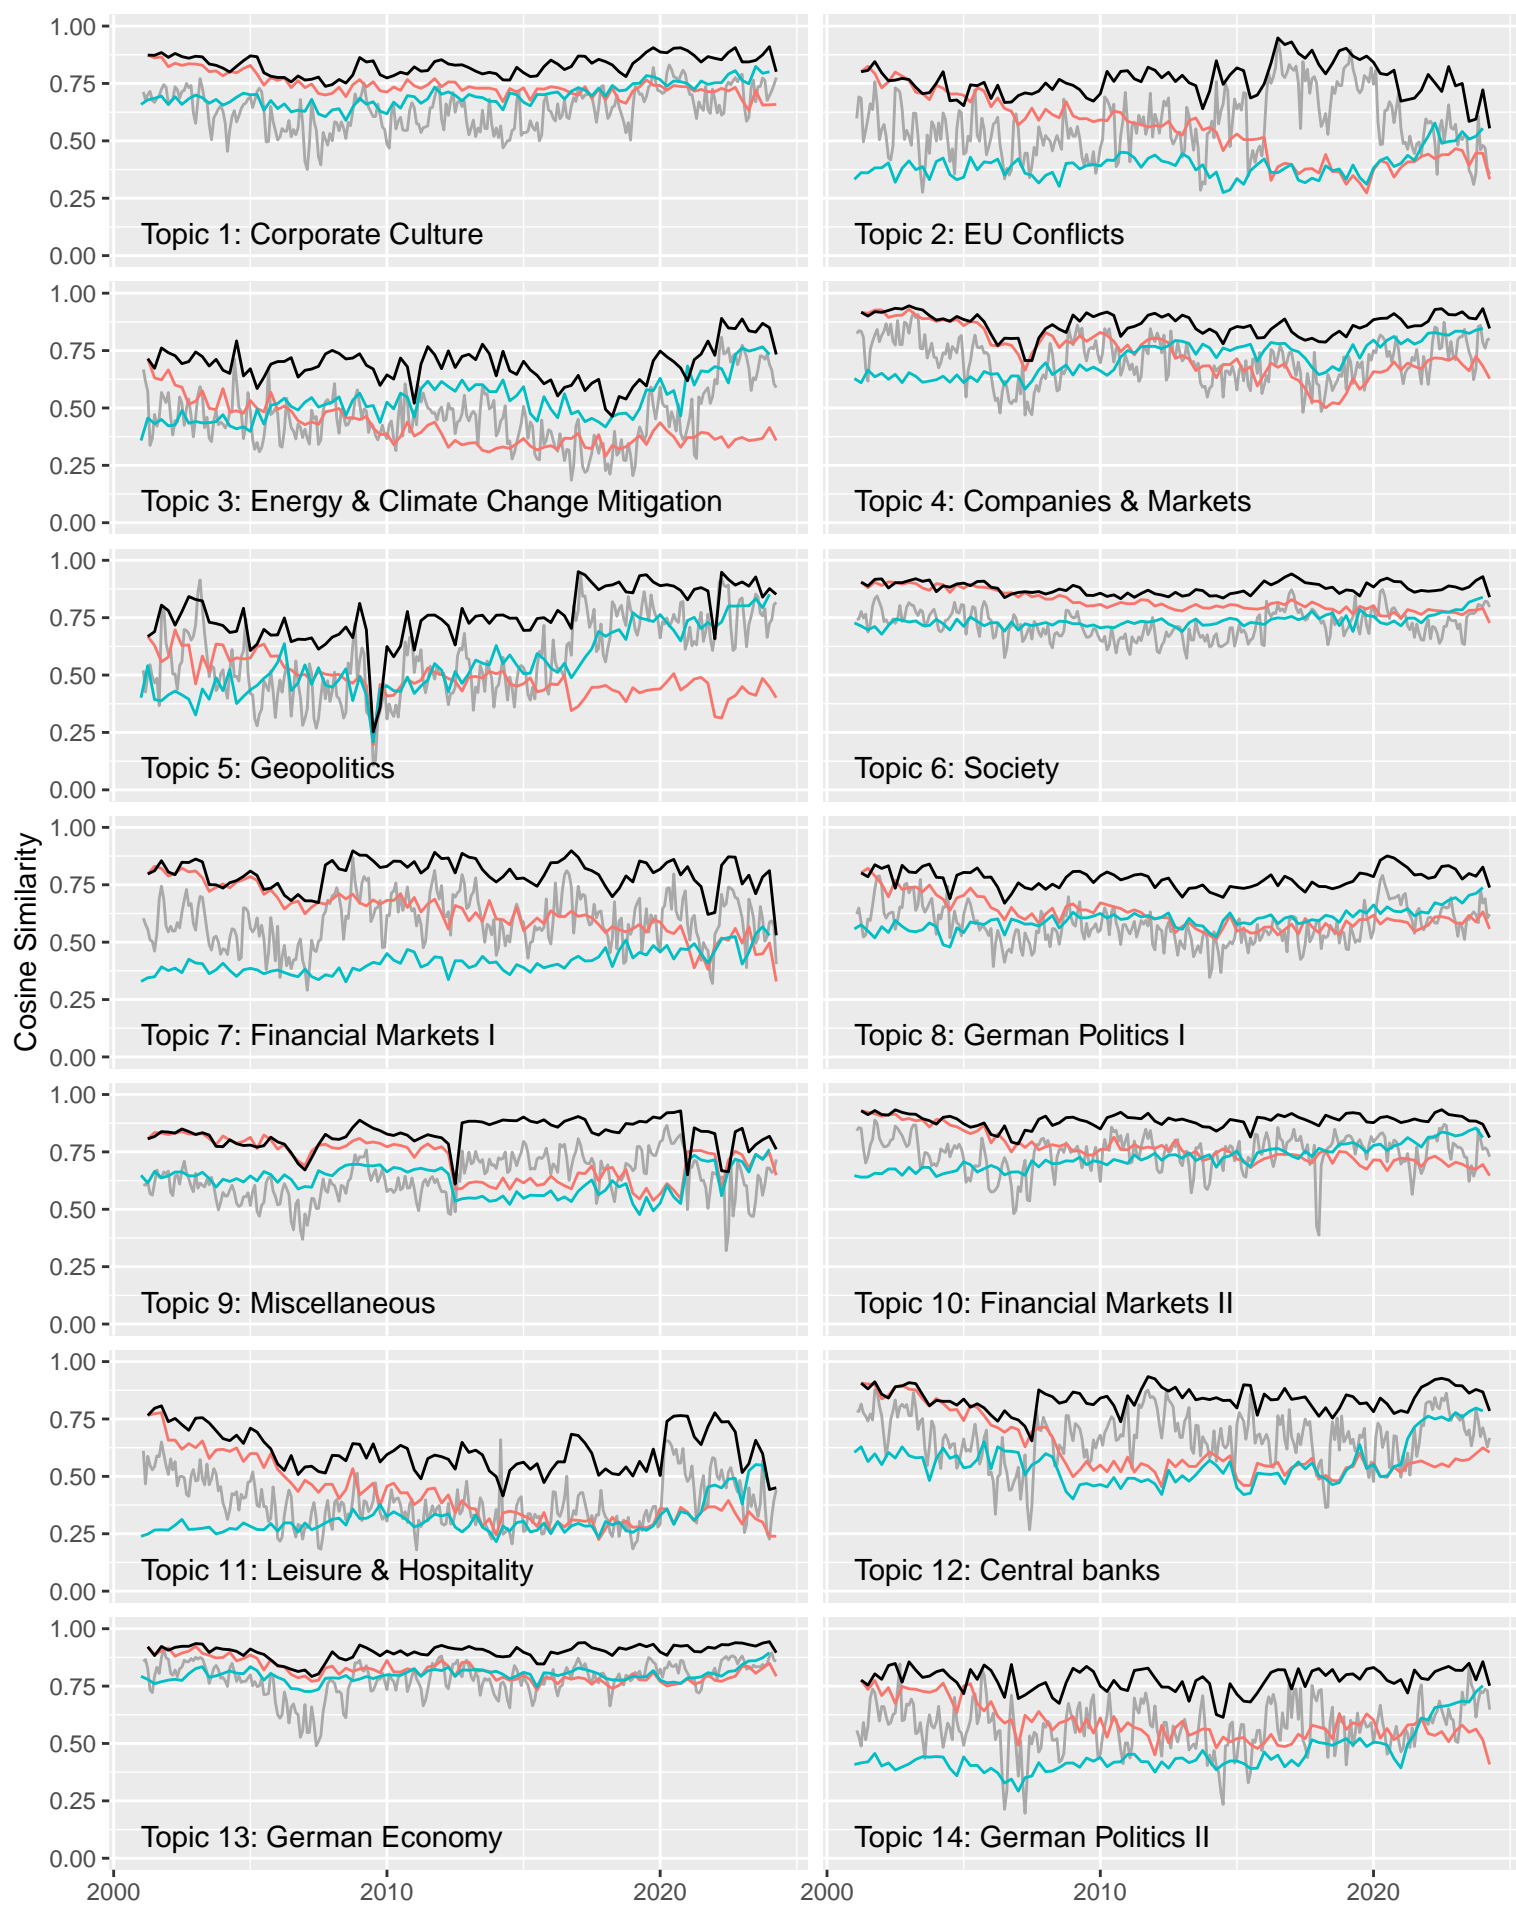 1.00
0.75
0.50
0.25
0.00
Topic 1: Corporate Culture
Topic 2: EU Conflicts
1.00
0.75
0.50
0.25
0.00
Topic 3: Energy & Climate Change Mitigation
Topic 4: Companies & Markets
1.00
0.75
0.50
0.25
0.00
Topic 5: Geopolitics
Topic 6: Society
Cosine Similarity
1.00
0.75
0.50
0.25
0.00
Topic 7: Financial Markets I
Topic 8: German Politics I
1.00
0.75
0.50
0.25
0.00
Topic 9: Miscellaneous
Topic 10: Financial Markets II
1.00
0.75
0.50
0.25
0.00
Topic 11: Leisure & Hospitality
Topic 12: Central banks
1.00
0.75
0.50
0.25
0.00
Topic 13: German Economy
Topic 14: German Politics II
2000 2010 2020 2000 2010 2020